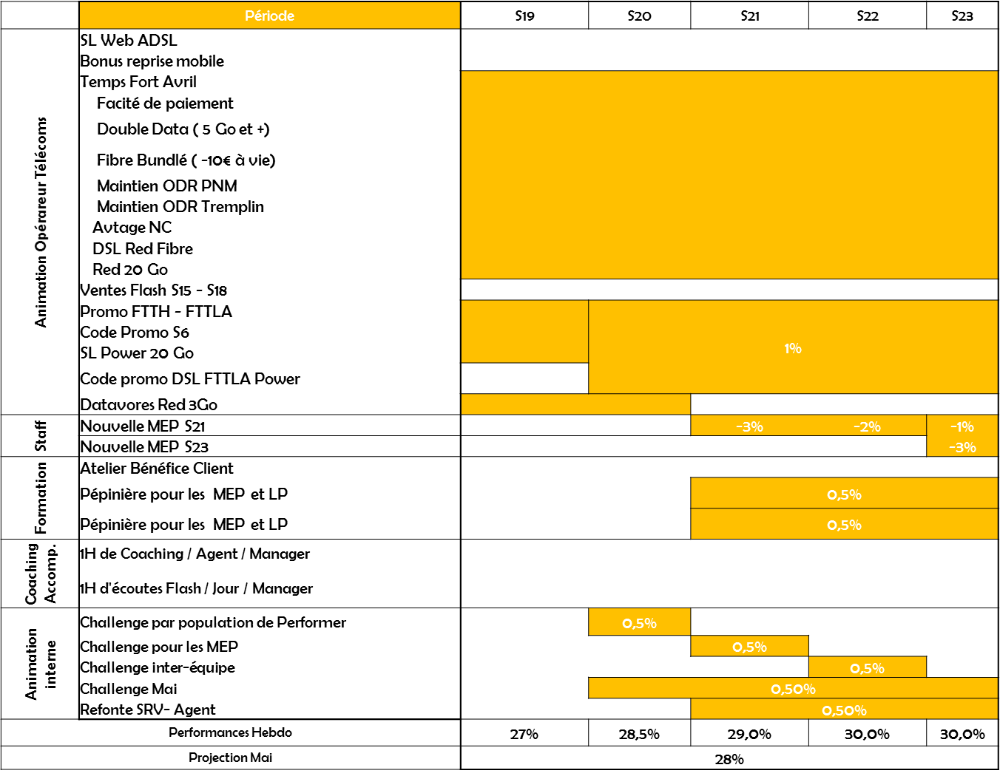 Période S19 S20 S21 S22 S23
Animation Opérareur Télécoms
SL Web ADSL
Bonus reprise mobile
Temps Fort Avril
Facité de paiement
Double Data ( 5 Go et +)
Fibre Bundlé ( -10€ à vie)
Maintien ODR PNM
Maintien ODR Tremplin
Avtage NC
DSL Red Fibre
Red 20 Go
Ventes Flash S15 - S18
Promo FTTH - FTTLA
Code Promo S6
SL Power 20 Go
1%
Code promo DSL FTTLA Power
Datavores Red 3Go
Staff
Nouvelle MEP S21 -3% -2% -1%
Nouvelle MEP S23 -3%
Formation
Atelier Bénéfice Client
Pépinière pour les MEP et LP 0,5%
Pépinière pour les MEP et LP 0,5%
Coaching
Accomp.
1H de Coaching / Agent / Manager
1H d'écoutes Flash / Jour / Manager
Animation
interne
Challenge par population de Performer 0,5%
Challenge pour les MEP 0,5%
Challenge inter-équipe 0,5%
Challenge Mai 0,50%
Refonte SRV- Agent 0,50%
Performances Hebdo 27% 28,5% 29,0% 30,0% 30,0%
Projection Mai 28%